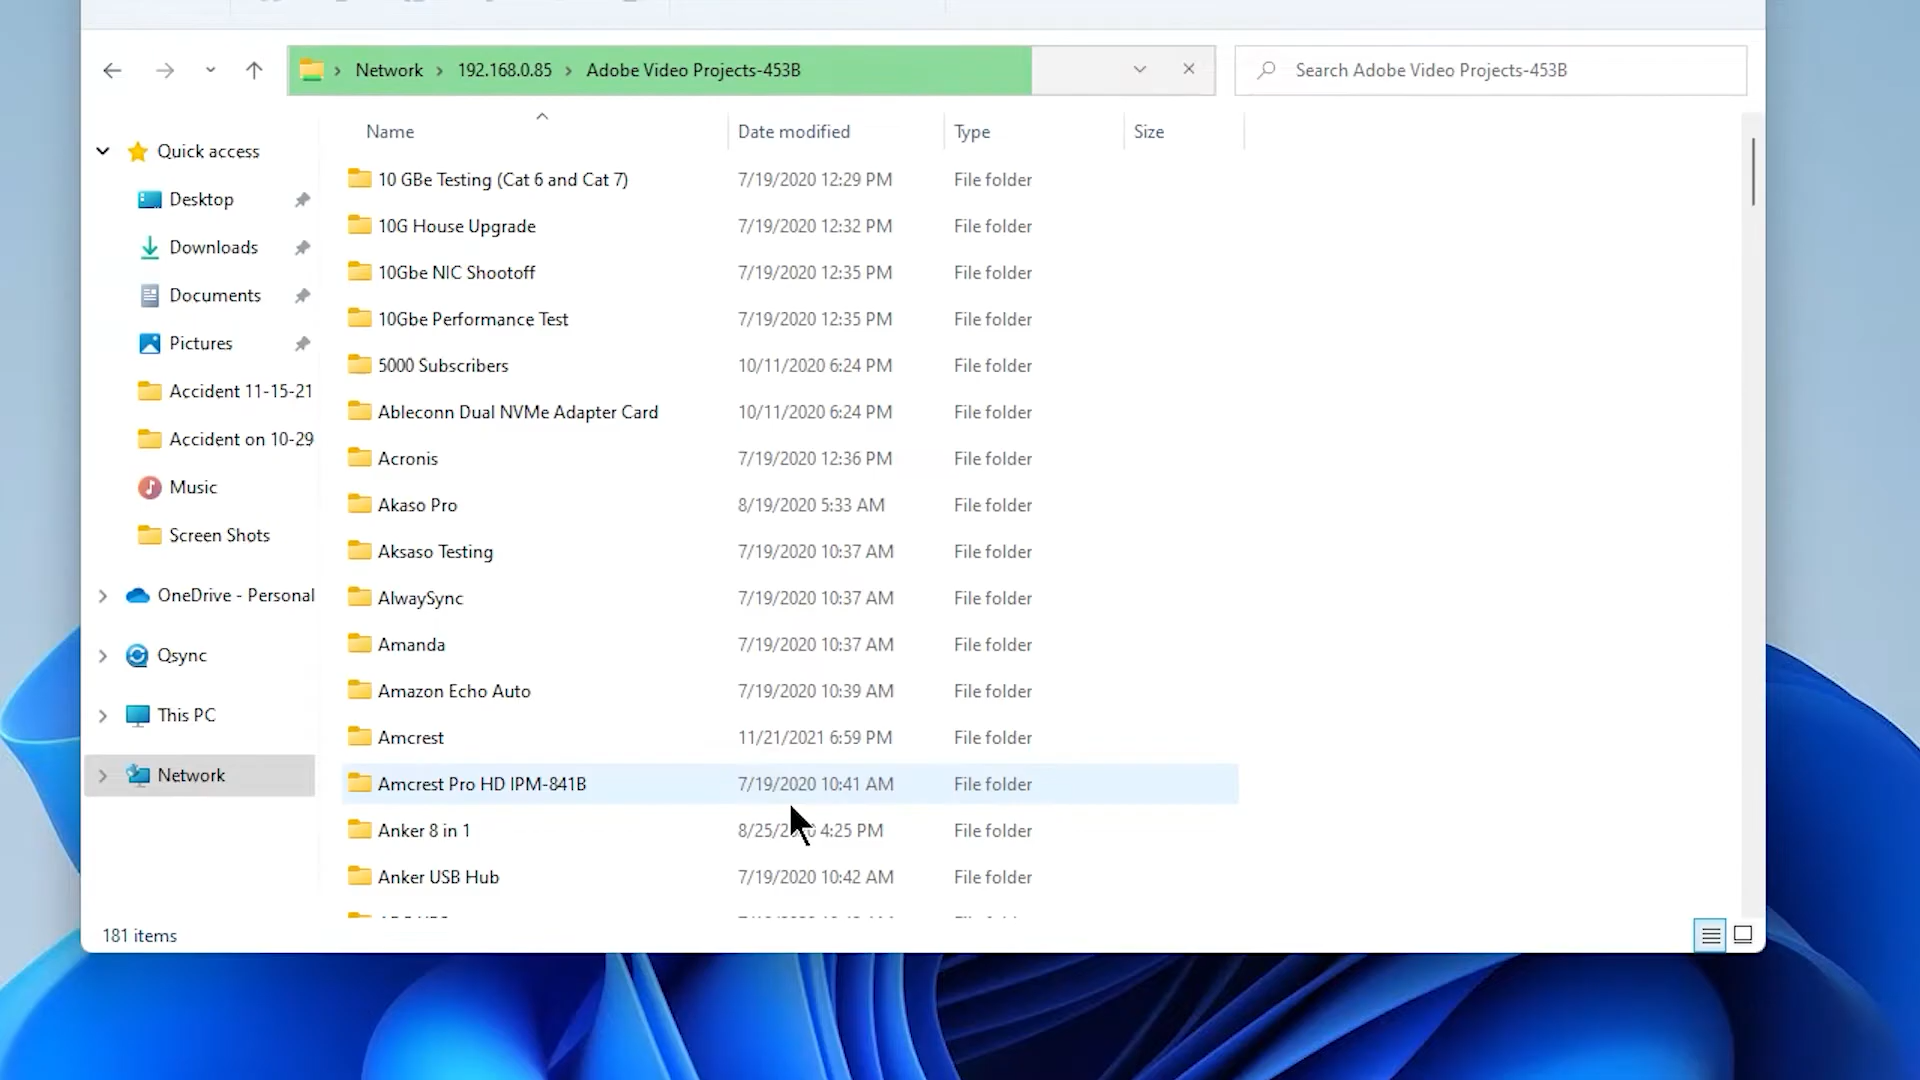 Network 192.168.0.85 Adobe Video Projects-453B
Search Adobe Video Projects-453B
Name Date modified Type Size
Quick access
Desktop
Downloads
Documents
Pictures
Accident 11-15-21
Accident on 10-29
Music
Screen Shots
OneDrive - Personal
Qsync
This PC
Network
10 GBe Testing (Cat 6 and Cat 7) 7/19/2020 12:29 PM File folder
10G House Upgrade 7/19/2020 12:32 PM File folder
10Gbe NIC Shootoff 7/19/2020 12:35 PM File folder
10Gbe Performance Test 7/19/2020 12:35 PM File folder
5000 Subscribers 10/11/2020 6:24 PM File folder
Ableconn Dual NVMe Adapter Card 10/11/2020 6:24 PM File folder
Acronis 7/19/2020 12:36 PM File folder
Akaso Pro 8/19/2020 5:33 AM File folder
Aksaso Testing 7/19/2020 10:37 AM File folder
AlwaySync 7/19/2020 10:37 AM File folder
Amanda 7/19/2020 10:37 AM File folder
Amazon Echo Auto 7/19/2020 10:39 AM File folder
Amcrest 11/21/2021 6:59 PM File folder
Amcrest Pro HD IPM-841B 7/19/2020 10:41 AM File folder
Anker 8 in 1 4:25 PM File folder
Anker USB Hub 7/19/2020 10:42 AM File folder
181 items